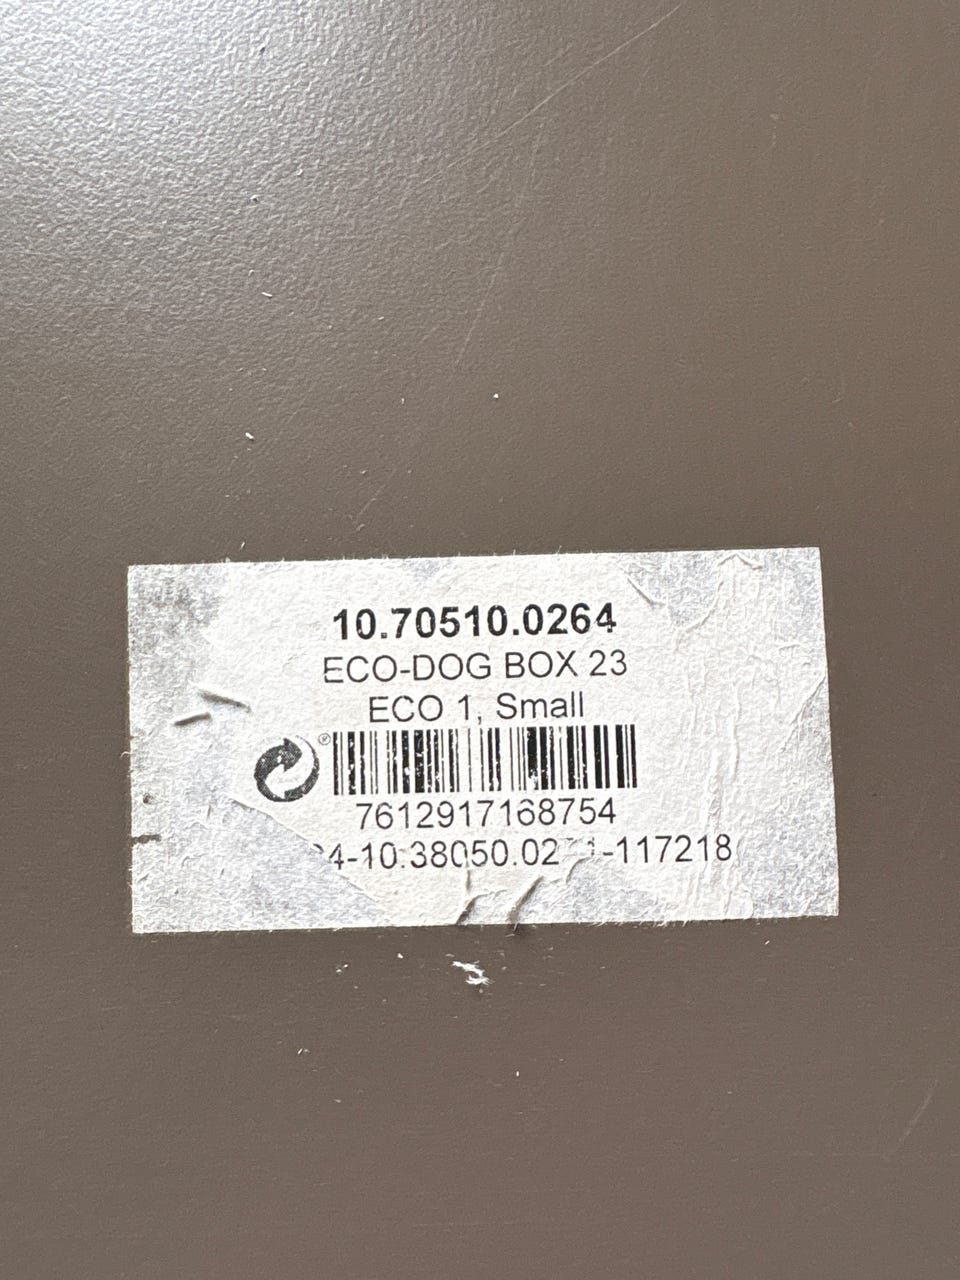 10.70510.0264
ECO-DOG BOX 23
ECO 1, Small
®
7612917168754